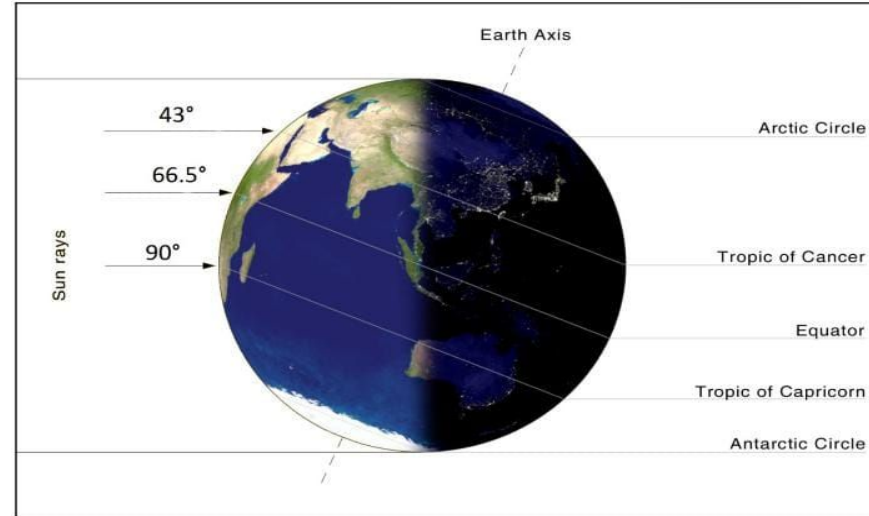 Earth Axis
43°
Arctic Circle
66.5°
90°
Tropic of Cancer
Sun rays
Equator
Tropic of Capricorn
Antarctic Circle